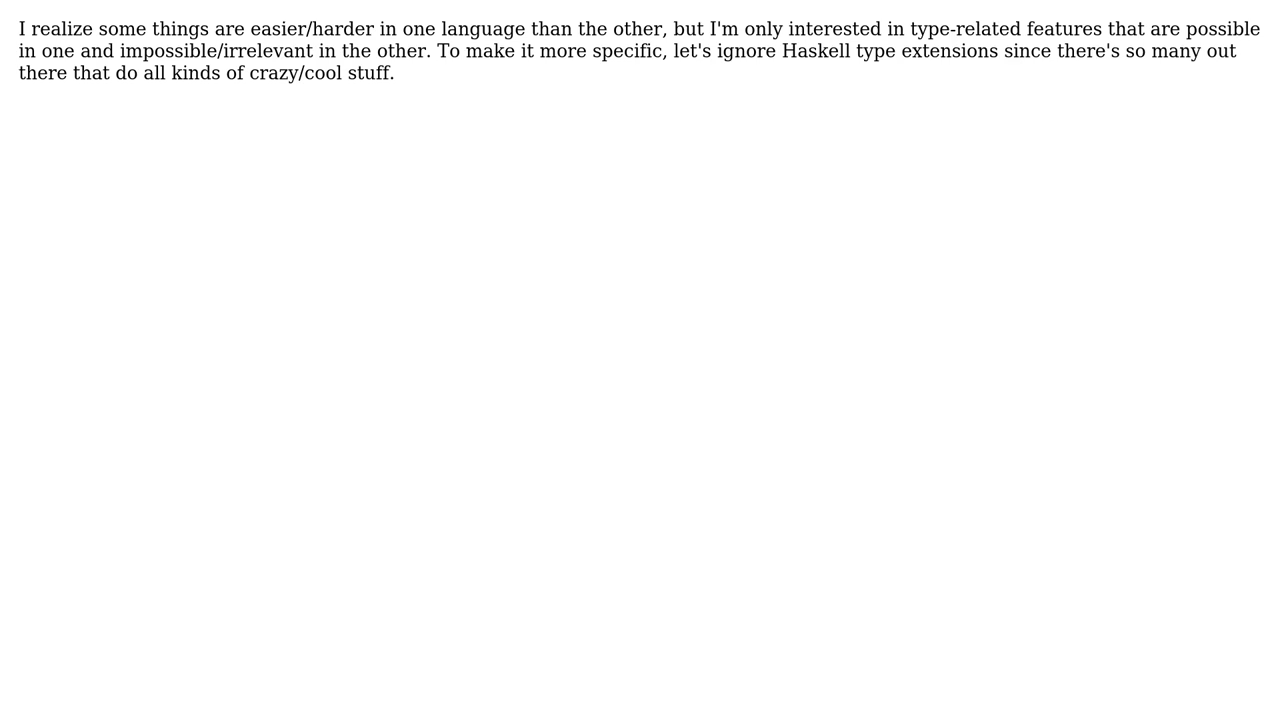 I realize some things are easier/harder in one language than the other, but I'm only interested in type-related features that are possible
in one and impossible/irrelevant in the other. To make it more specific, let's ignore Haskell type extensions since there's so many out
there that do all kinds of crazy/cool stuff.